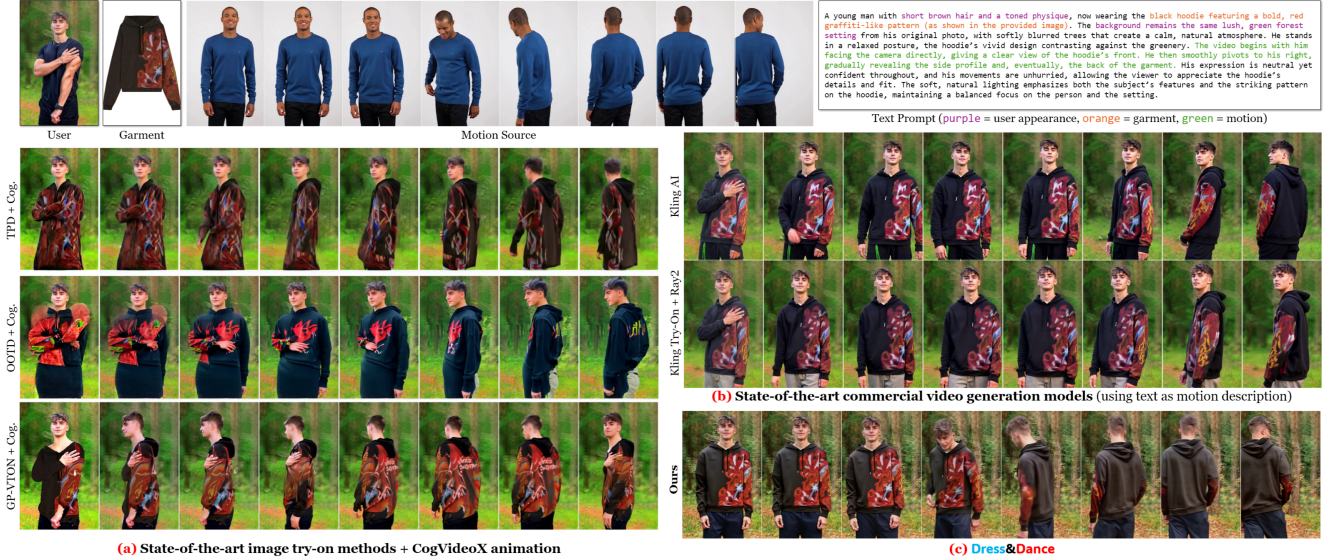 A young man with short brown hair and a toned physique, now wearing the black hoodie featuring a bold, red
graffiti-like pattern (as shown in the provided image). The background remains the same lush, green forest
setting from his original photo, with softly blurred trees that create a calm, natural atmosphere. He stands
in a relaxed posture, the hoodie's vivid design contrasting against the greenery. The video begins with him
facing the camera directly, giving a clear view of the hoodie's front. He then smoothly pivots to his right,
gradually revealing the side profile and, eventually, the back of the garment. His expression is neutral yet
confident throughout, and his movements are unhurried, allowing the viewer to appreciate the hoodie's
details and fit. The soft, natural lighting emphasizes both the subject's features and the striking pattern
on the hoodie, maintaining a balanced focus on the person and the setting.
User
Garment
Motion Source
Text Prompt (purple = user appearance, orange = garment, green = motion)
TPID + Cog.
OOTD + Cog.
GP-VTON + Cog.
(a) State-of-the-art image try-on methods + CogVideoX animation
Kling AI
Kling Try-On + Ray2
(b) State-of-the-art commercial video generation models (using text as motion description)
Ours
(c) Dress&Dance